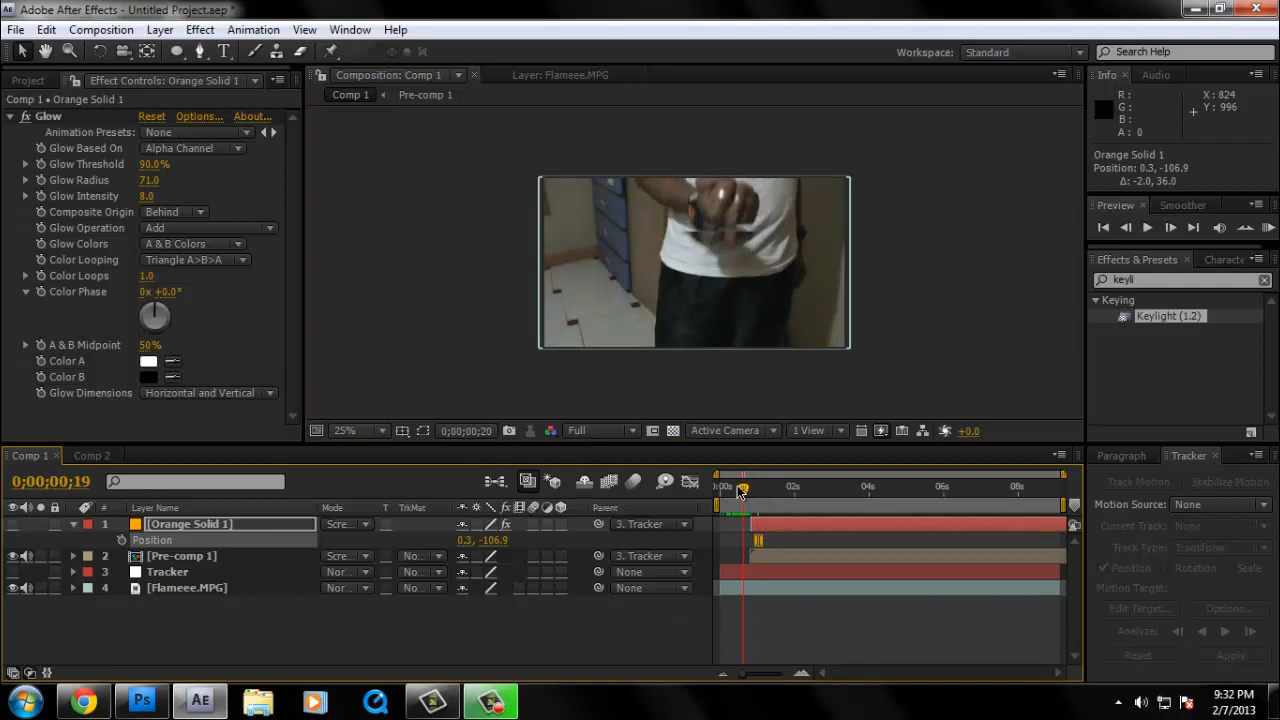 Adobe After Effects - Untitled Project.aep *
File Edit Composition Layer Effect Animation View Window Help
Workspace: Standard Search Help
Project Effect Controls: Orange Solid 1
Composition: Comp 1 Layer: Flameee.MPG
Info Audio
Comp 1 • Orange Solid 1
Comp 1 Pre-comp 1
fx Glow Reset Options... About...
Animation Presets: None
Glow Based On Alpha Channel
Glow Threshold 90.0%
Glow Radius 71.0
Glow Intensity 8.0
Composite Origin Behind
Glow Operation Add
Glow Colors A & B Colors
Color Looping Triangle A>B>A
Color Loops 1.0
Color Phase 0x +0.0°
A & B Midpoint 50%
Color A
Color B
Glow Dimensions Horizontal and Vertical
R :
G :
B :
A : 0
X : 824
Y : 996
Orange Solid 1
Position: 0.3, -106.9
Δ: -2.0, 36.0
Preview Smoother
Effects & Presets Characte
keyli
Keying
Keylight (1.2)
25% 0;00;00;20 Full Active Camera 1 View +0.0
Comp 1 Comp 2
0;00;00;19
:00s 02s 04s 06s 08s
# Layer Name Mode T TrkMat Parent
1 [Orange Solid 1] Scre... fx 3. Tracker
Position 0.3, -106.9
2 [Pre-comp 1] Scre... No... 3. Tracker
3 Tracker Nor... No... None
4 [Flameee.MPG] Nor... No... None
Paragraph Tracker
Track Motion Stabilize Motion
Motion Source: None
Current Track: None
Track Type: Transform
Position Rotation Scale
Motion Target:
Edit Target... Options...
Analyze:
Reset Apply
Ps AE
9:32 PM
2/7/2013